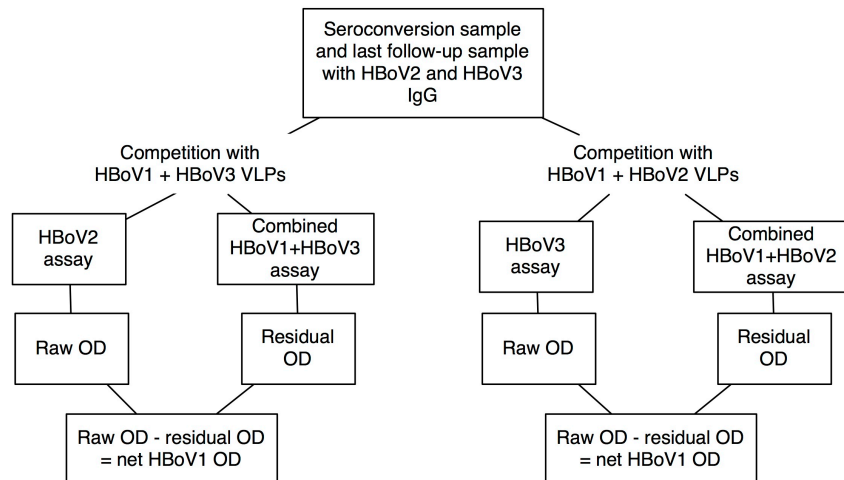 Seroconversion sample
and last follow-up sample
with HBoV2 and HBoV3
IgG
Competition with
HBoV1 + HBoV3 VLPs
Competition with
HBoV1 + HBoV2 VLPs
HBoV2
assay
Combined
HBoV1+HBoV3
assay
HBoV3
assay
Combined
HBoV1+HBoV2
assay
Raw OD
Residual
OD
Raw OD
Residual
OD
Raw OD - residual OD
= net HBoV1 OD
Raw OD - residual OD
= net HBoV1 OD